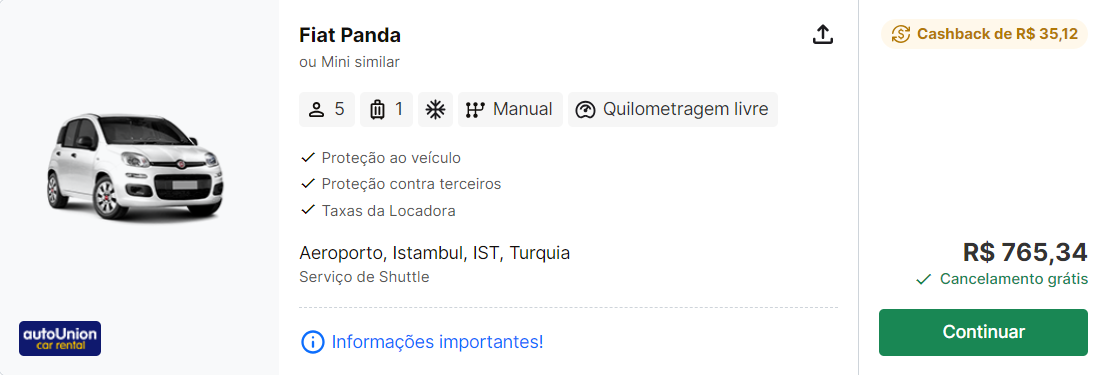 Fiat Panda
ou Mini similar
5
1
Manual
Quilometragem livre
Proteção ao veículo
Proteção contra terceiros
Taxas da Locadora
Aeroporto, Istambul, IST, Turquia
Serviço de Shuttle
Informações importantes!
autoUnion
car rental
Cashback de R$ 35,12
R$ 765,34
Cancelamento grátis
Continuar